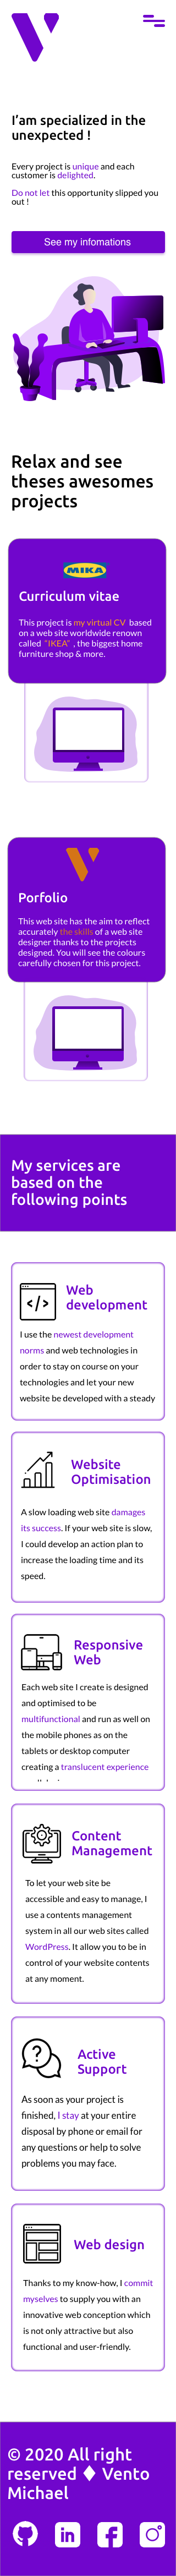 I'am specialized in the
unexpected !
Every project is unique and each
customer is delighted.
Do not let this opportunity slipped you
out !
See my infomations
Relax and see
theses awesomes
projects
MIKA
Curriculum vitae
This project is my virtual CV based
on a web site worldwide renown
called "IKEA" , the biggest home
furniture shop & more.
Porfolio
This web site has the aim to reflect
accurately the skills of a web site
designer thanks to the projects
designed. You will see the colours
carefully chosen for this project.
My services are
based on the
following points
Web
development
I use the newest development
norms and web technologies in
order to stay on course on your
technologies and let your new
website be developed with a steady
Website
Optimisation
A slow loading web site damages
its success. If your web site is slow,
I could develop an action plan to
increase the loading time and its
speed.
Responsive
Web
Each web site I create is designed
and optimised to be
multifunctional and run as well on
the mobile phones as on the
tablets or desktop computer
creating a translucent experience
Content
Management
To let your web site be
accessible and easy to manage, I
use a contents management
system in all our web sites called
WordPress. It allow you to be in
control of your website contents
at any moment.
Active
Support
As soon as your project is
finished, I stay at your entire
disposal by phone or email for
any questions or help to solve
problems you may face.
Web design
Thanks to my know-how, I commit
myselves to supply you with an
innovative web conception which
is not only attractive but also
functional and user-friendly.
© 2020 All right
reserved ♦ Vento
Michael